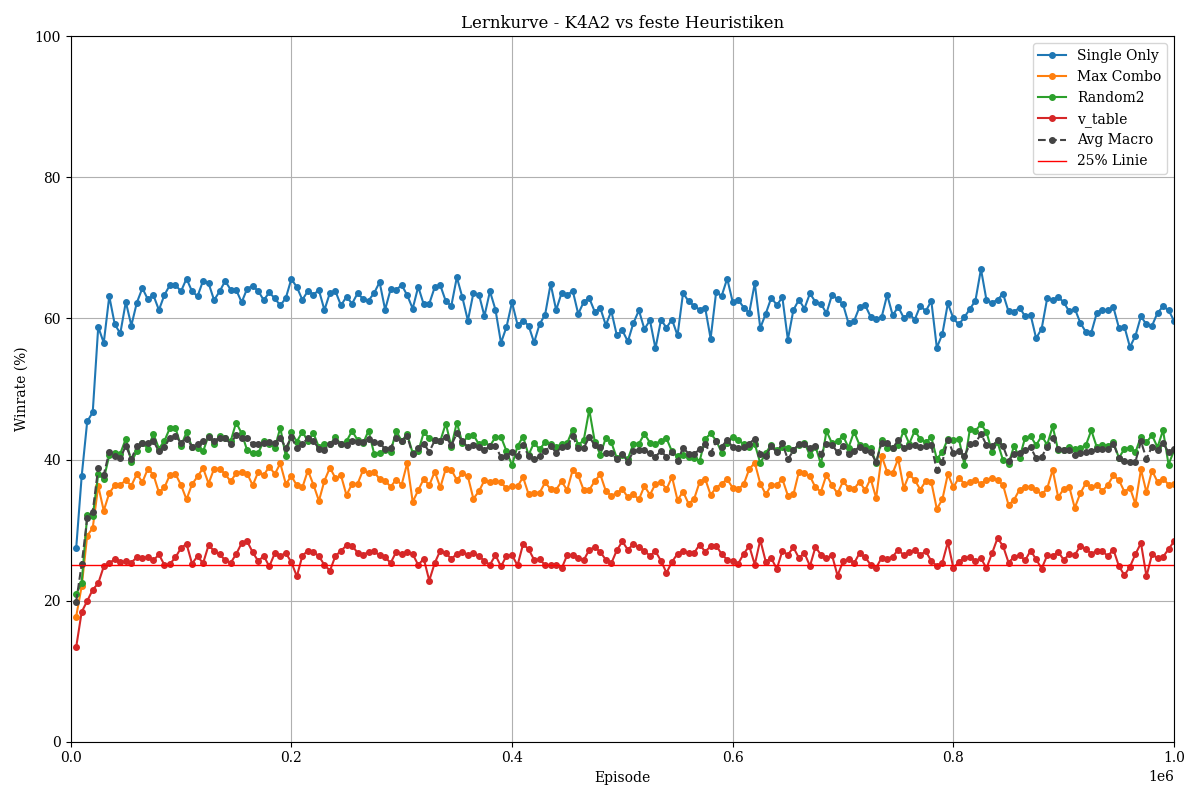 Lernkurve - K4A2 vs feste Heuristiken
Winrate (%)
100
80
60
40
20
0
Single Only
Max Combo
Random2
v_table
Avg Macro
25% Linie
0.0 0.2 0.4 0.6 0.8 1.0
1e6
Episode